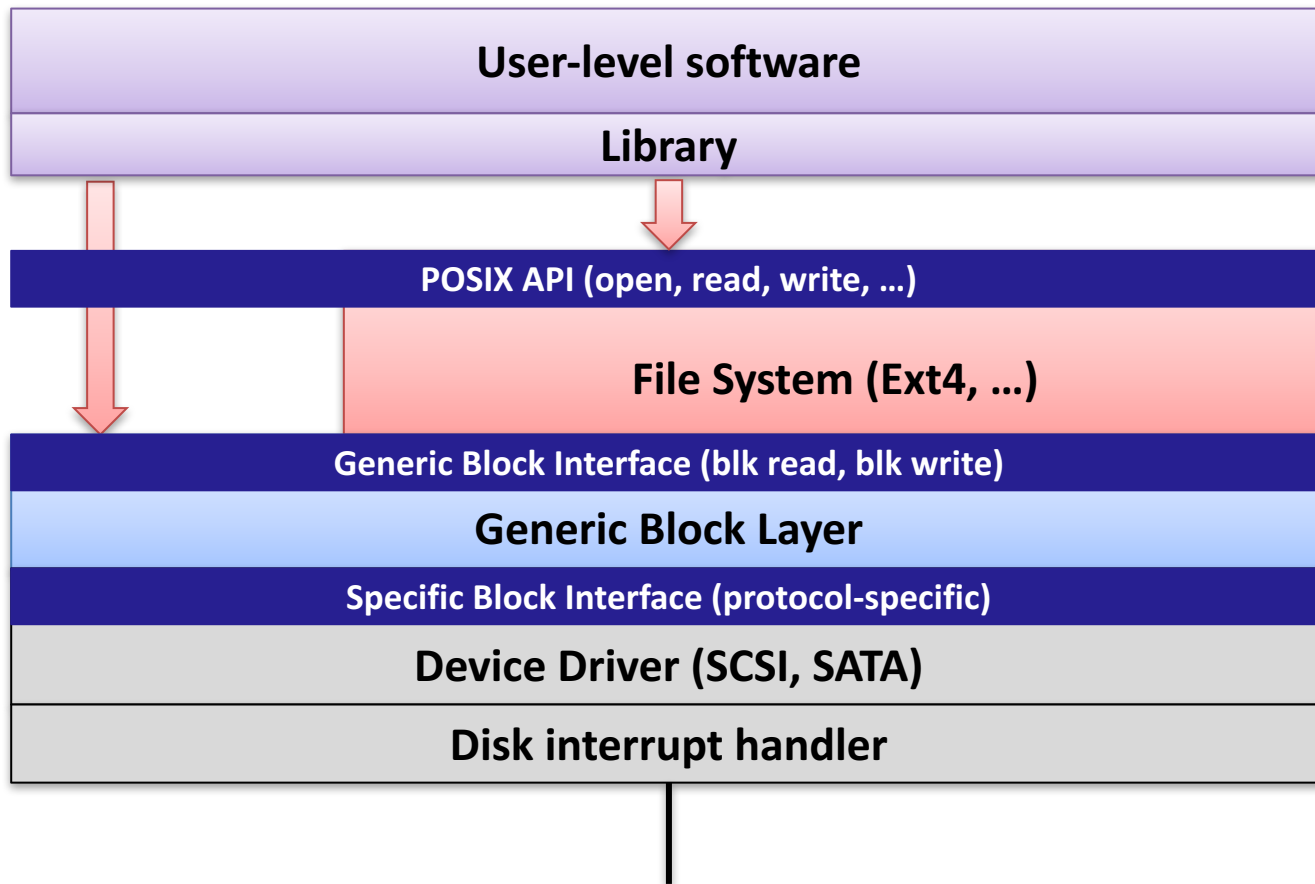 User-level software
Library
POSIX API (open, read, write, …)
File System (Ext4, …)
Generic Block Interface (blk read, blk write)
Generic Block Layer
Specific Block Interface (protocol-specific)
Device Driver (SCSI, SATA)
Disk interrupt handler